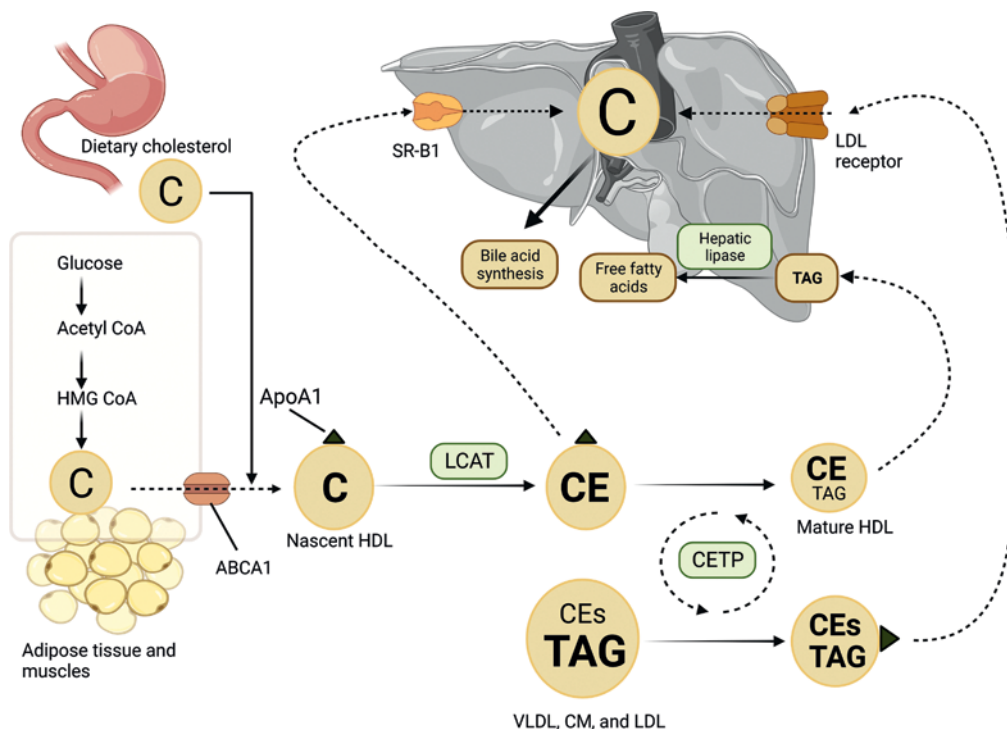 Dietary cholesterol
C
Glucose
Acetyl CoA
HMG CoA
C
Adipose tissue and
muscles
ABCA1
ApoA1
C
Nascent HDL
LCAT
CE
CE
TAG
Mature HDL
CETP
CEs
TAG
VLDL, CM, and LDL
CEs
TAG
SR-B1
C
LDL
receptor
Bile acid
synthesis
Free fatty
acids
Hepatic
lipase
TAG